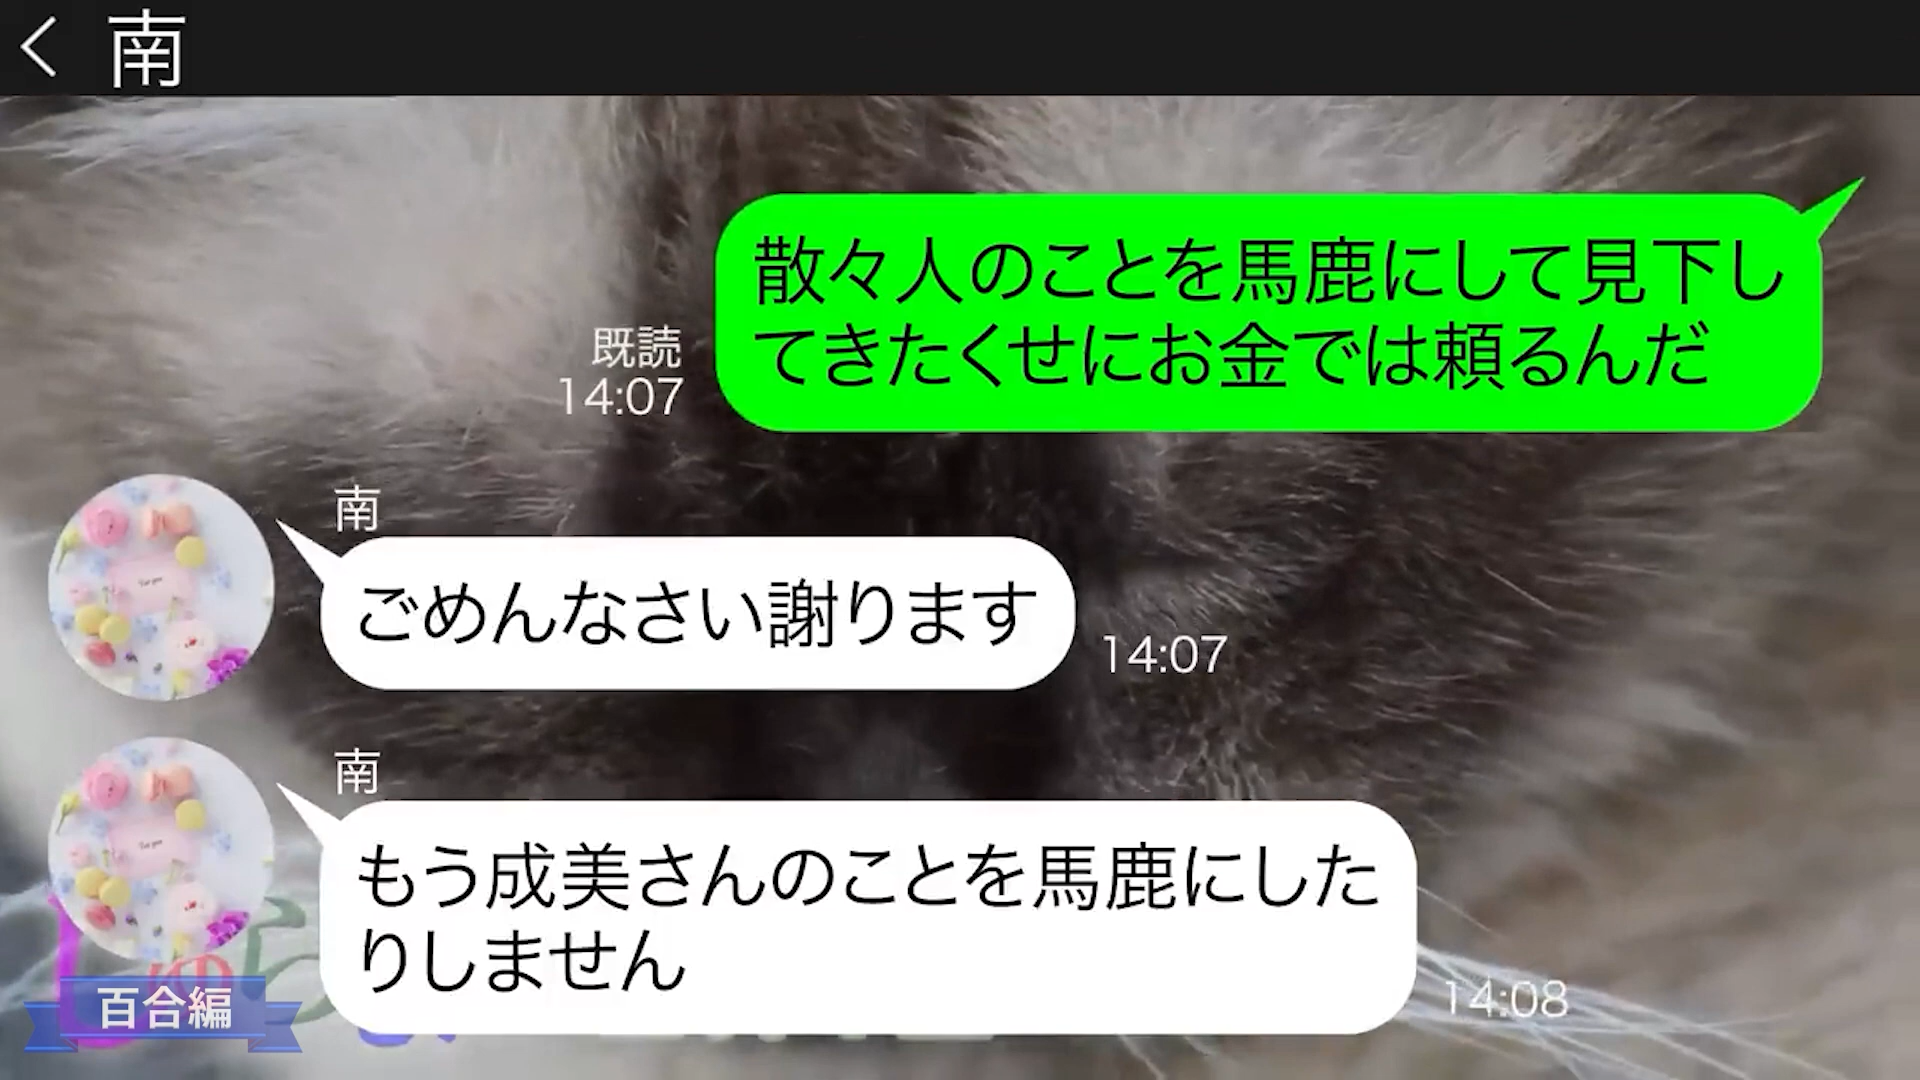 南
散々人のことを馬鹿にして見下し
てきたくせにお金では頼るんだ
既読
14:07
南
ごめんなさい謝ります
14:07
南
もう成美さんのことを馬鹿にした
りしません
14:08
百合編